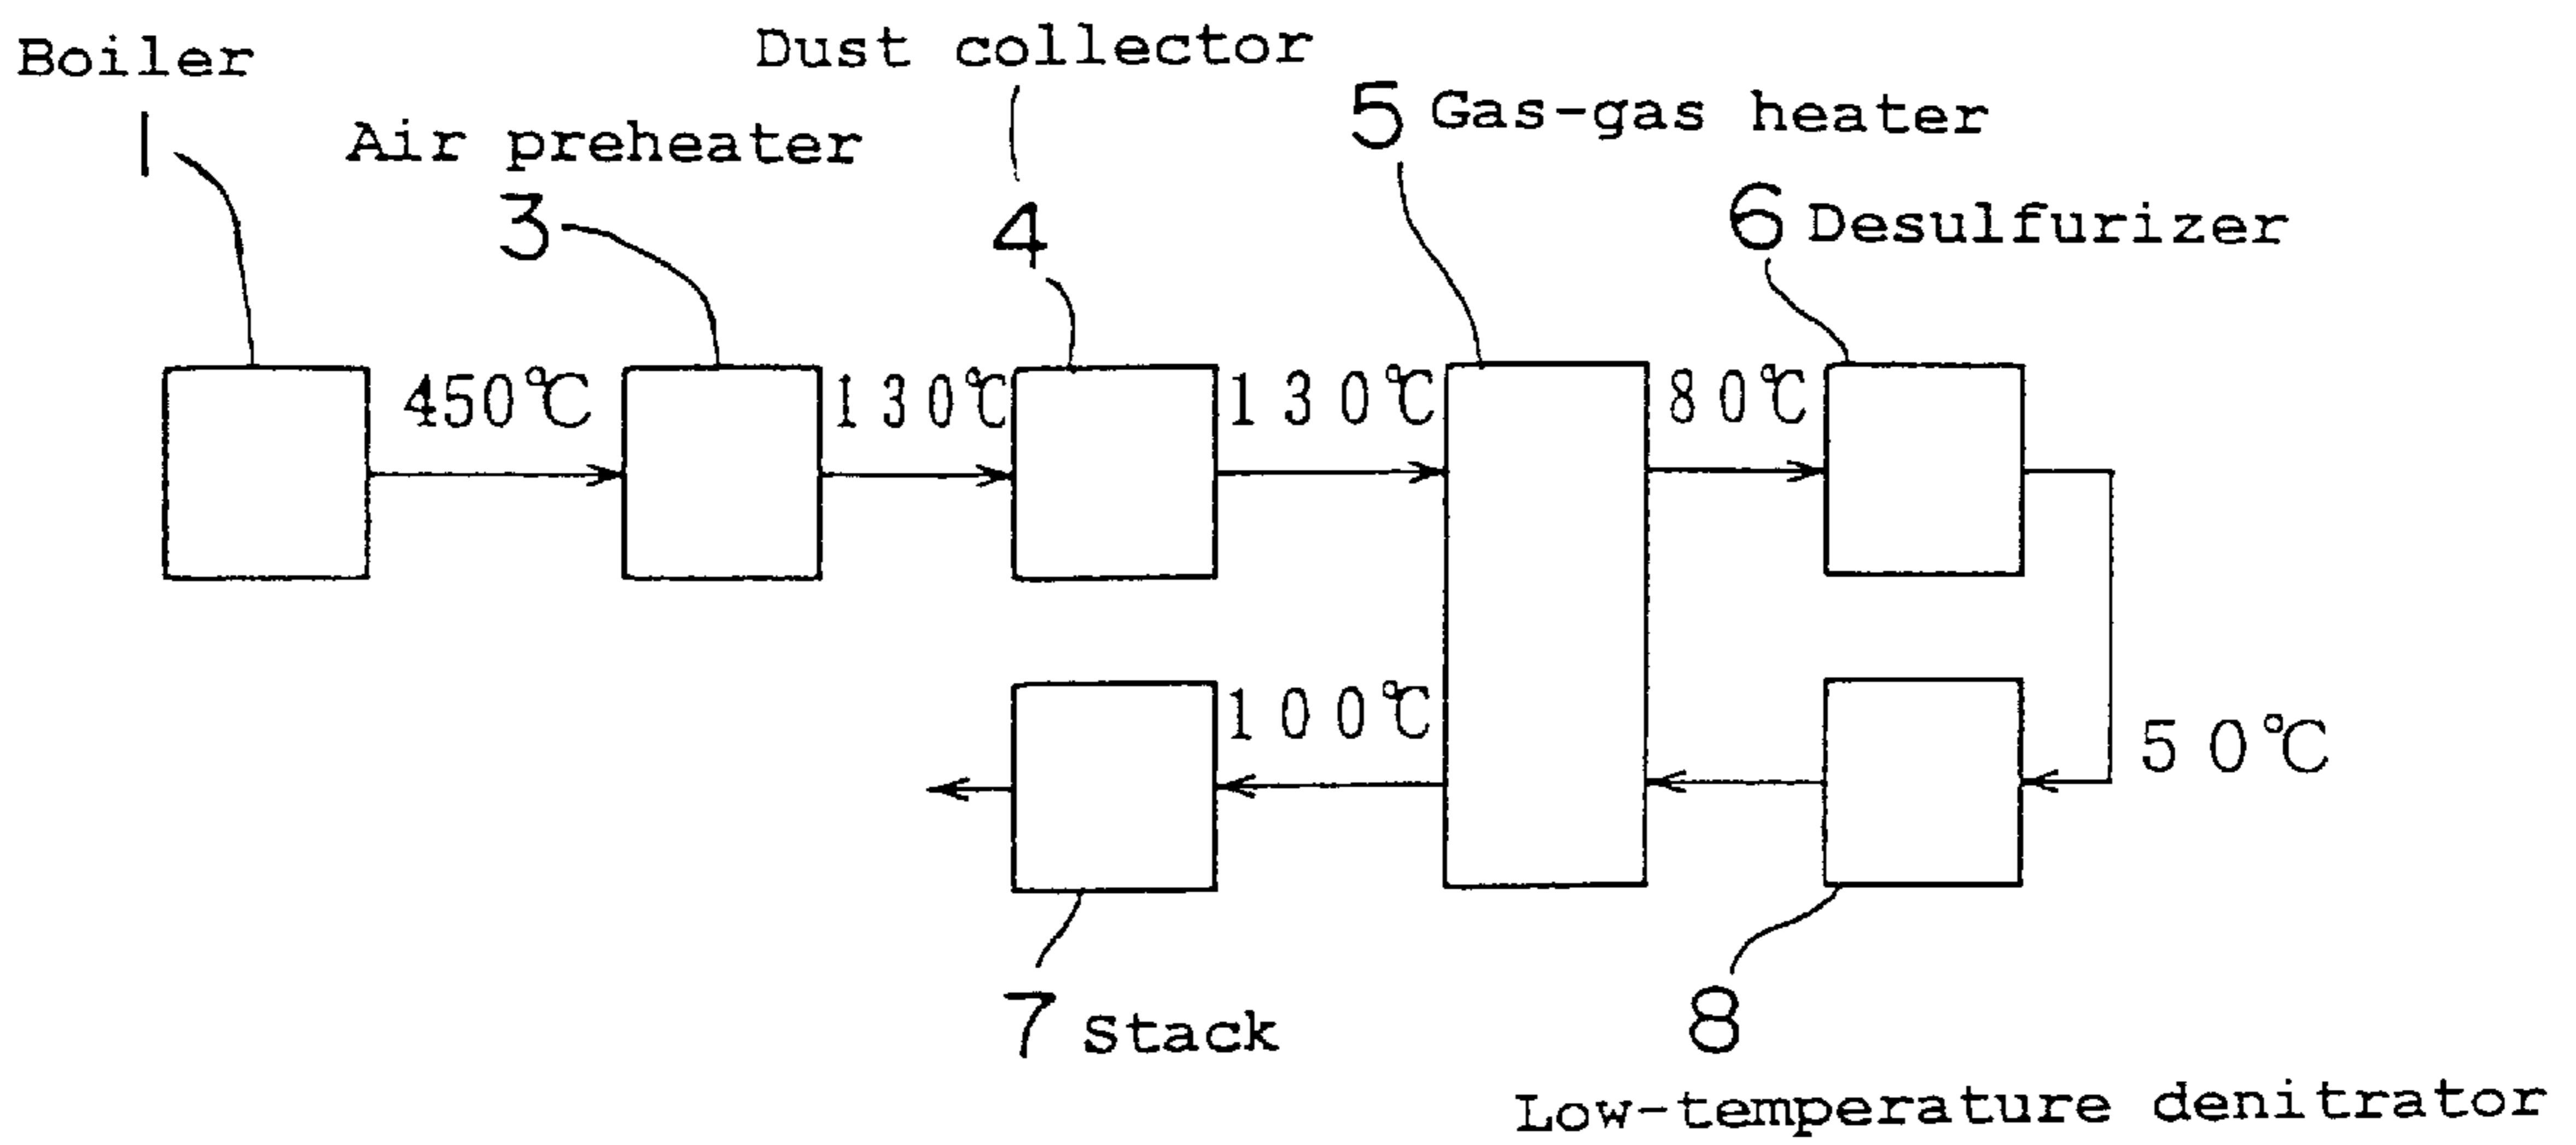 Boiler
1
Air preheater
3
Dust collector
4
5 Gas-gas heater
6 Desulfurizer
450℃
130℃
130℃
80℃
100℃
50℃
7 Stack
8
Low-temperature denitrator